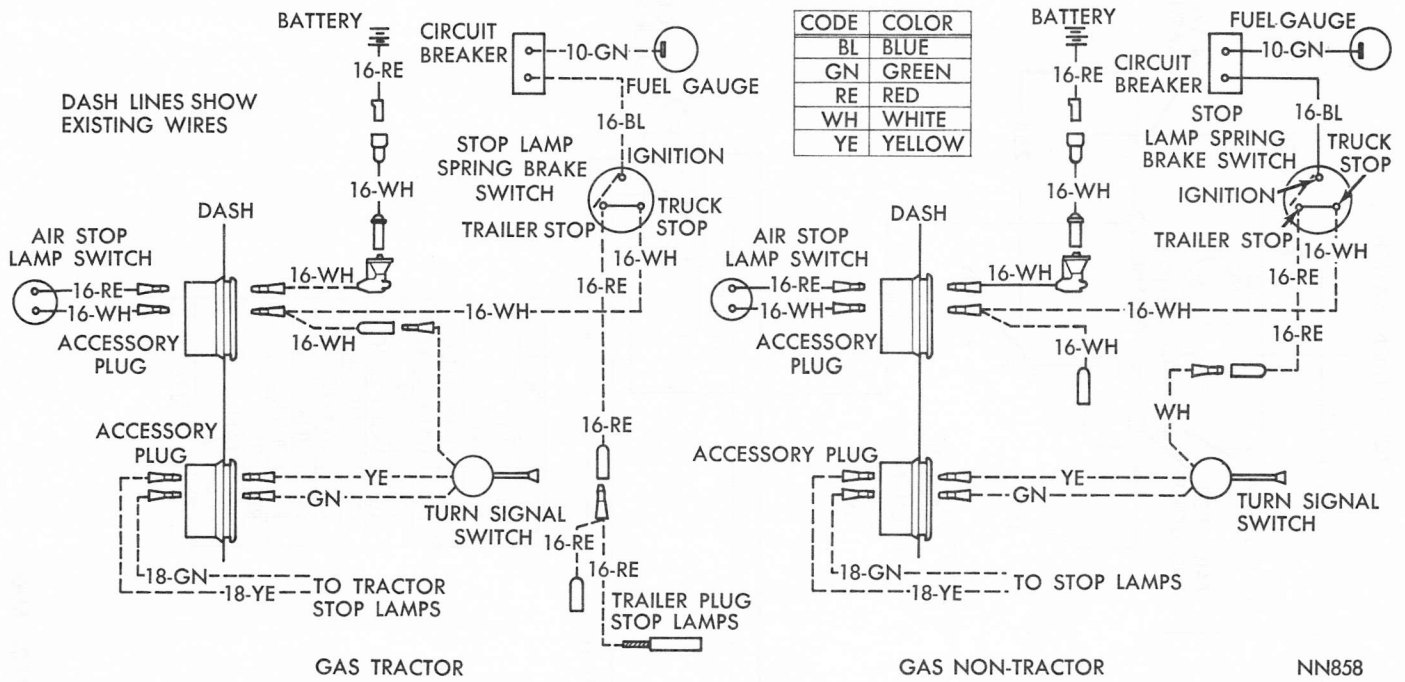 BATTERY
CIRCUIT
BREAKER
10-GN
FUEL GAUGE
16-RE
DASH LINES SHOW
EXISTING WIRES
16-BL
STOP LAMP
SPRING BRAKE
SWITCH
IGNITION
16-WH
DASH
TRAILER STOP
TRUCK
STOP
AIR STOP
LAMP SWITCH
16-RE
16-WH
ACCESSORY
PLUG
16-WH
16-WH
16-RE
16-WH
16-WH
16-RE
ACCESSORY
PLUG
YE
GN
TURN SIGNAL
SWITCH
16-RE
16-RE
18-GN
18-YE
TO TRACTOR
STOP LAMPS
TRAILER PLUG
STOP LAMPS
GAS TRACTOR
CODE COLOR
BL BLUE
GN GREEN
RE RED
WH WHITE
YE YELLOW
BATTERY
FUEL GAUGE
10-GN
CIRCUIT
BREAKER
16-RE
16-BL
STOP
LAMP SPRING
BRAKE SWITCH
TRUCK
STOP
IGNITION
16-WH
DASH
TRAILER STOP
16-WH
16-RE
AIR STOP
LAMP SWITCH
16-RE
16-WH
ACCESSORY
PLUG
16-WH
16-WH
16-WH
16-RE
WH
ACCESSORY PLUG
YE
GN
TURN SIGNAL
SWITCH
18-GN
18-YE
TO STOP LAMPS
GAS NON-TRACTOR
NN858